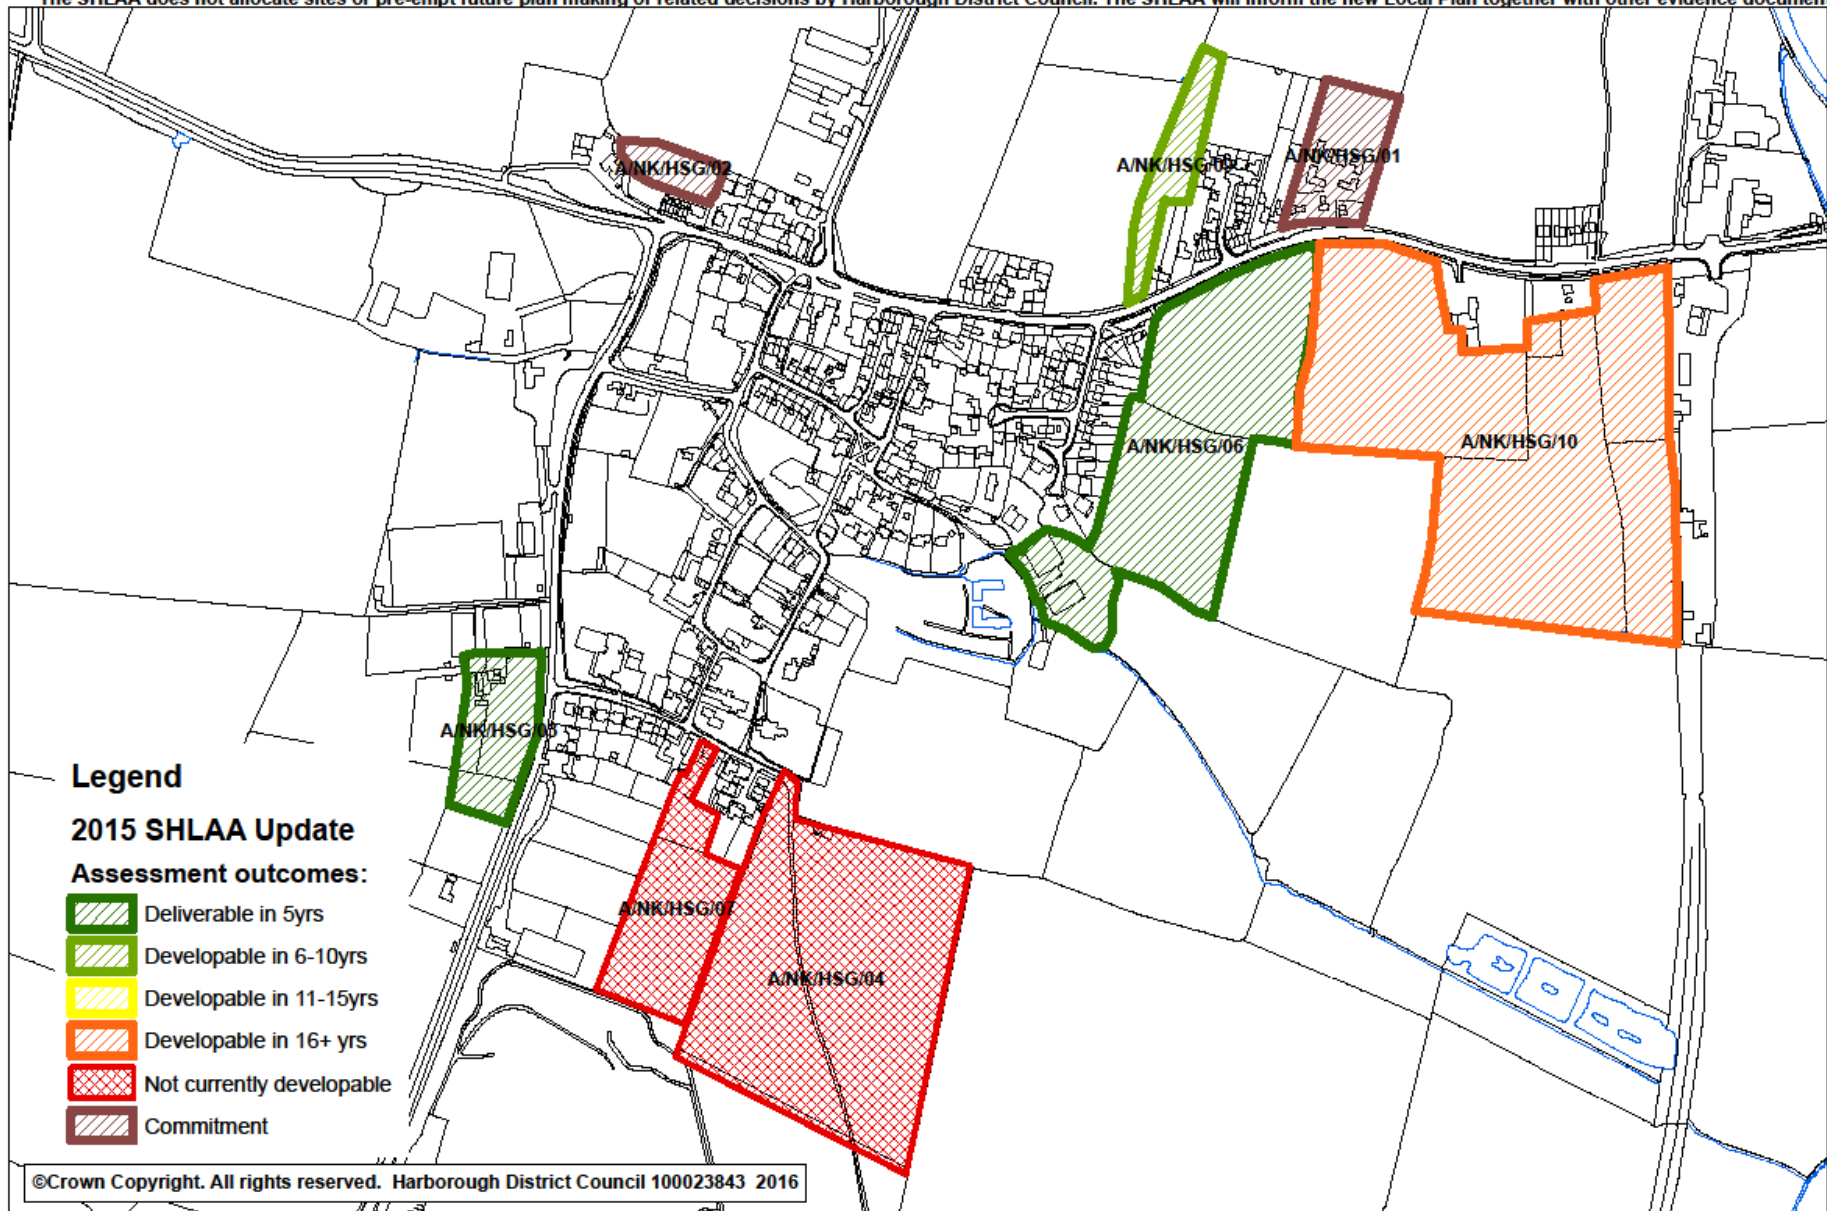 The SHLAA does not allocate sites or pre-empt future plan making or related decisions by Harborough District Council. The SHLAA will inform the new Local Plan together with other evidence documen
A/NK/HSG/02
A/NK/HSG/01
A/NK/HSG/06
A/NK/HSG/10
A/NK/HSG/07
A/NK/HSG/04
Legend
2015 SHLAA Update
Assessment outcomes:
Deliverable in 5yrs
Developable in 6-10yrs
Developable in 11-15yrs
Developable in 16+ yrs
Not currently developable
Commitment
©Crown Copyright. All rights reserved. Harborough District Council 100023843 2016